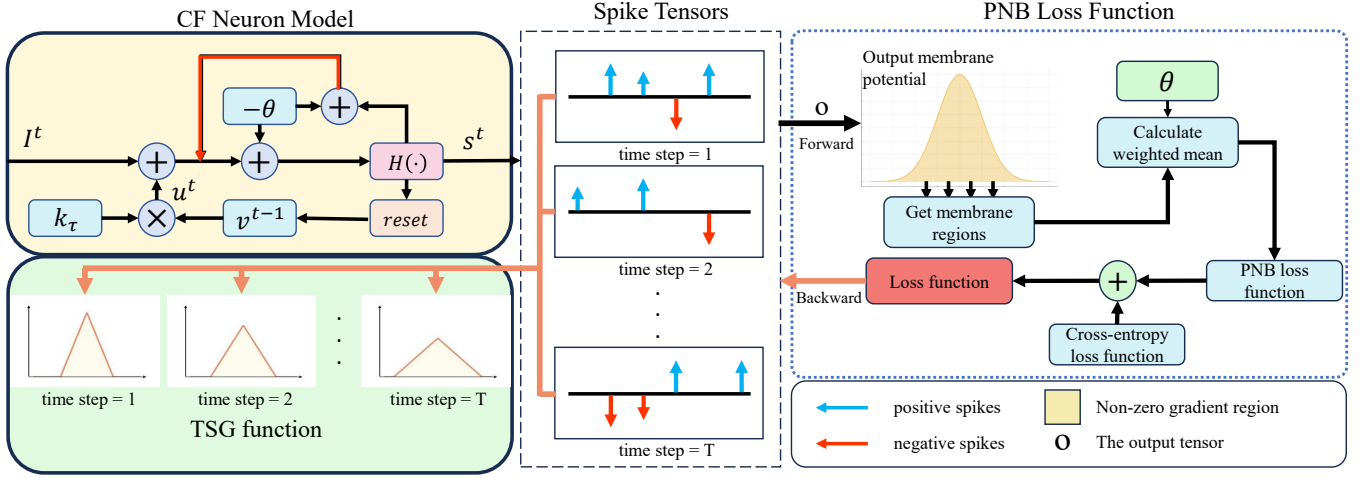 CF Neuron Model
I^t
-θ
+
+
+
H(·)
s^t
u^t
k_τ
×
v^{t-1}
reset
time step = 1
time step = 2
· · ·
time step = T
TSG function
Spike Tensors
time step = 1
time step = 2
· · ·
time step = T
PNB Loss Function
o
Forward
Output membrane
potential
Get membrane
regions
θ
Calculate
weighted mean
PNB loss
function
+
Cross-entropy
loss function
Loss function
Backward
positive spikes
negative spikes
Non-zero gradient region
o The output tensor